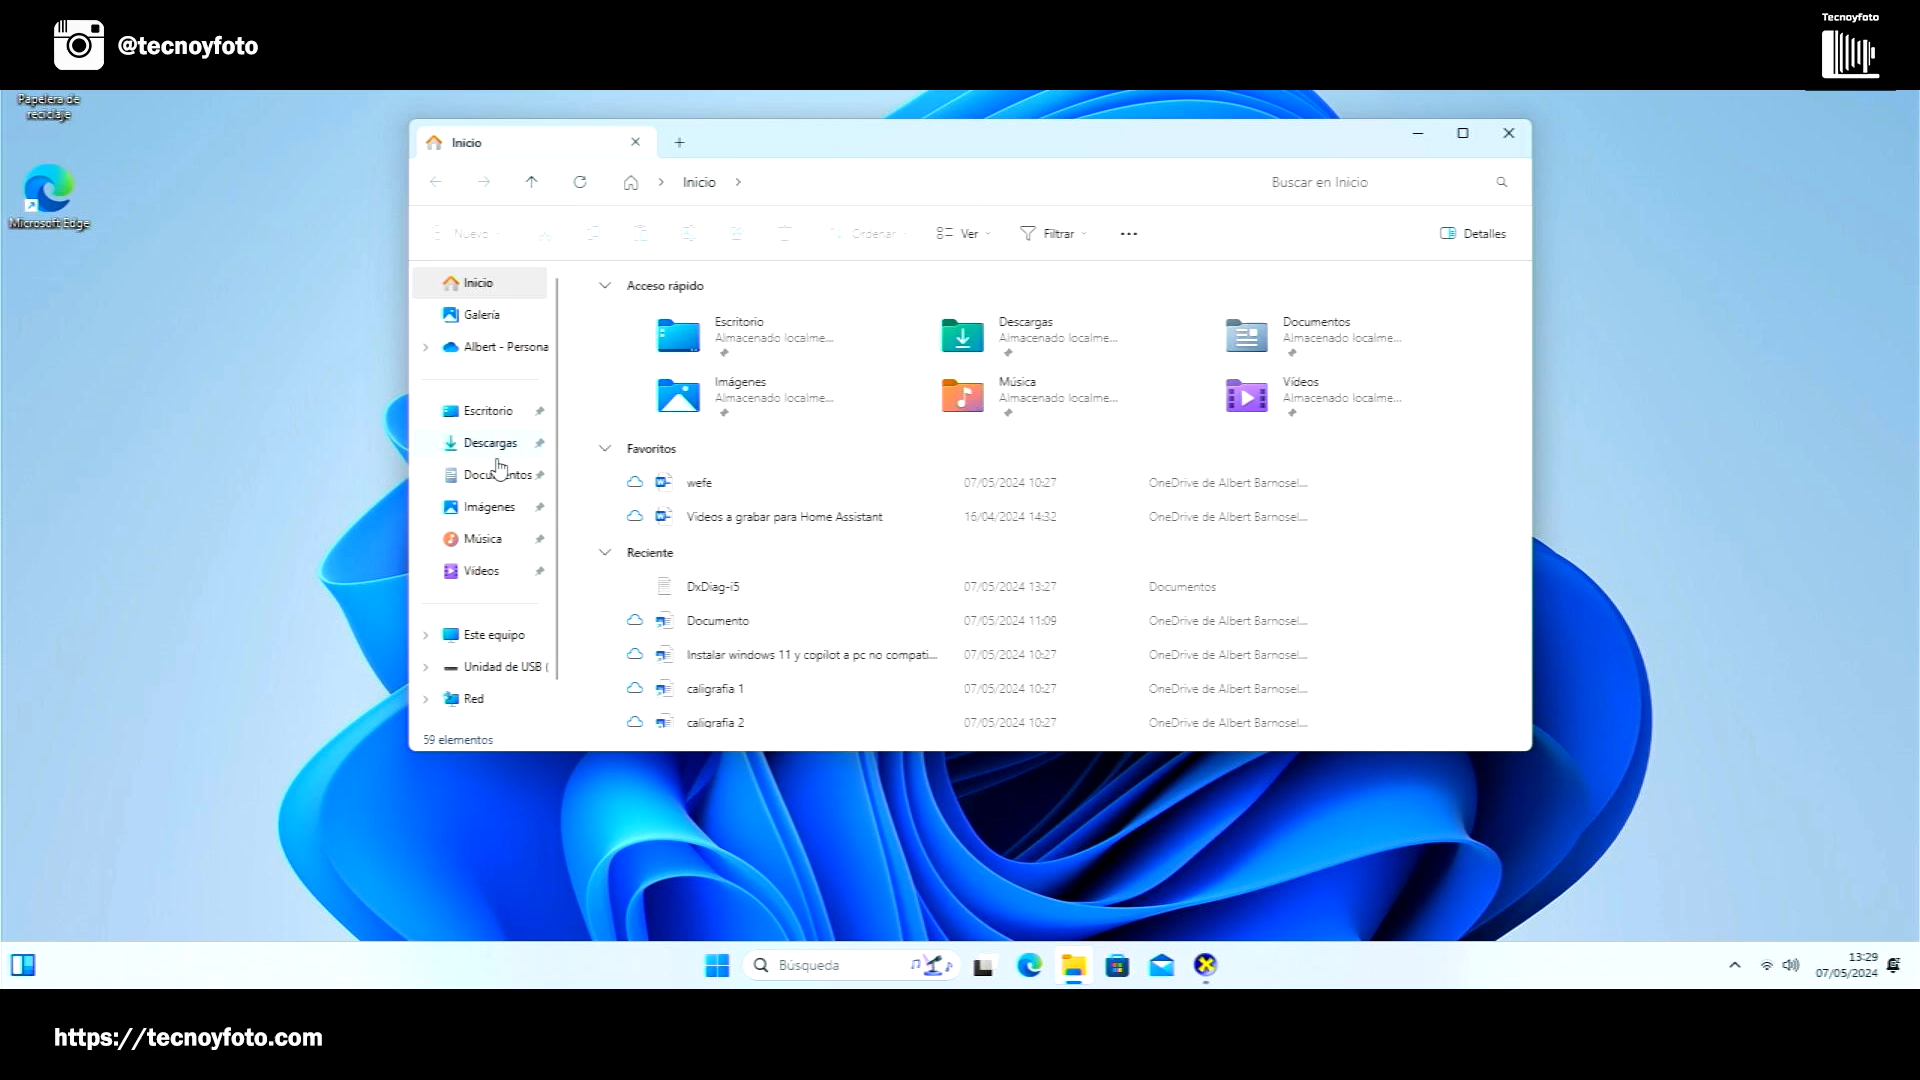 @tecnoyfoto
Tecnoyfoto
Papelera de
reciclaje
Microsoft Edge
Inicio
Inicio
Buscar en Inicio
Nuevo
Ordenar
Ver
Filtrar
Detalles
Inicio
Galería
Albert - Persona
Escritorio
Descargas
Documentos
Imágenes
Música
Vídeos
Este equipo
Unidad de USB (
Red
59 elementos
Acceso rápido
Escritorio
Almacenado localme...
Descargas
Almacenado localme...
Documentos
Almacenado localme...
Imágenes
Almacenado localme...
Música
Almacenado localme...
Vídeos
Almacenado localme...
Favoritos
wefe 07/05/2024 10:27 OneDrive de Albert Barnosel...
Videos a grabar para Home Assistant 16/04/2024 14:32 OneDrive de Albert Barnosel...
Reciente
DxDiag-i5 07/05/2024 13:27 Documentos
Documento 07/05/2024 11:09 OneDrive de Albert Barnosel...
Instalar windows 11 y copilot a pc no compati... 07/05/2024 10:27 OneDrive de Albert Barnosel...
caligrafia 1 07/05/2024 10:27 OneDrive de Albert Barnosel...
caligrafia 2 07/05/2024 10:27 OneDrive de Albert Barnosel...
Búsqueda
13:29
07/05/2024
https://tecnoyfoto.com